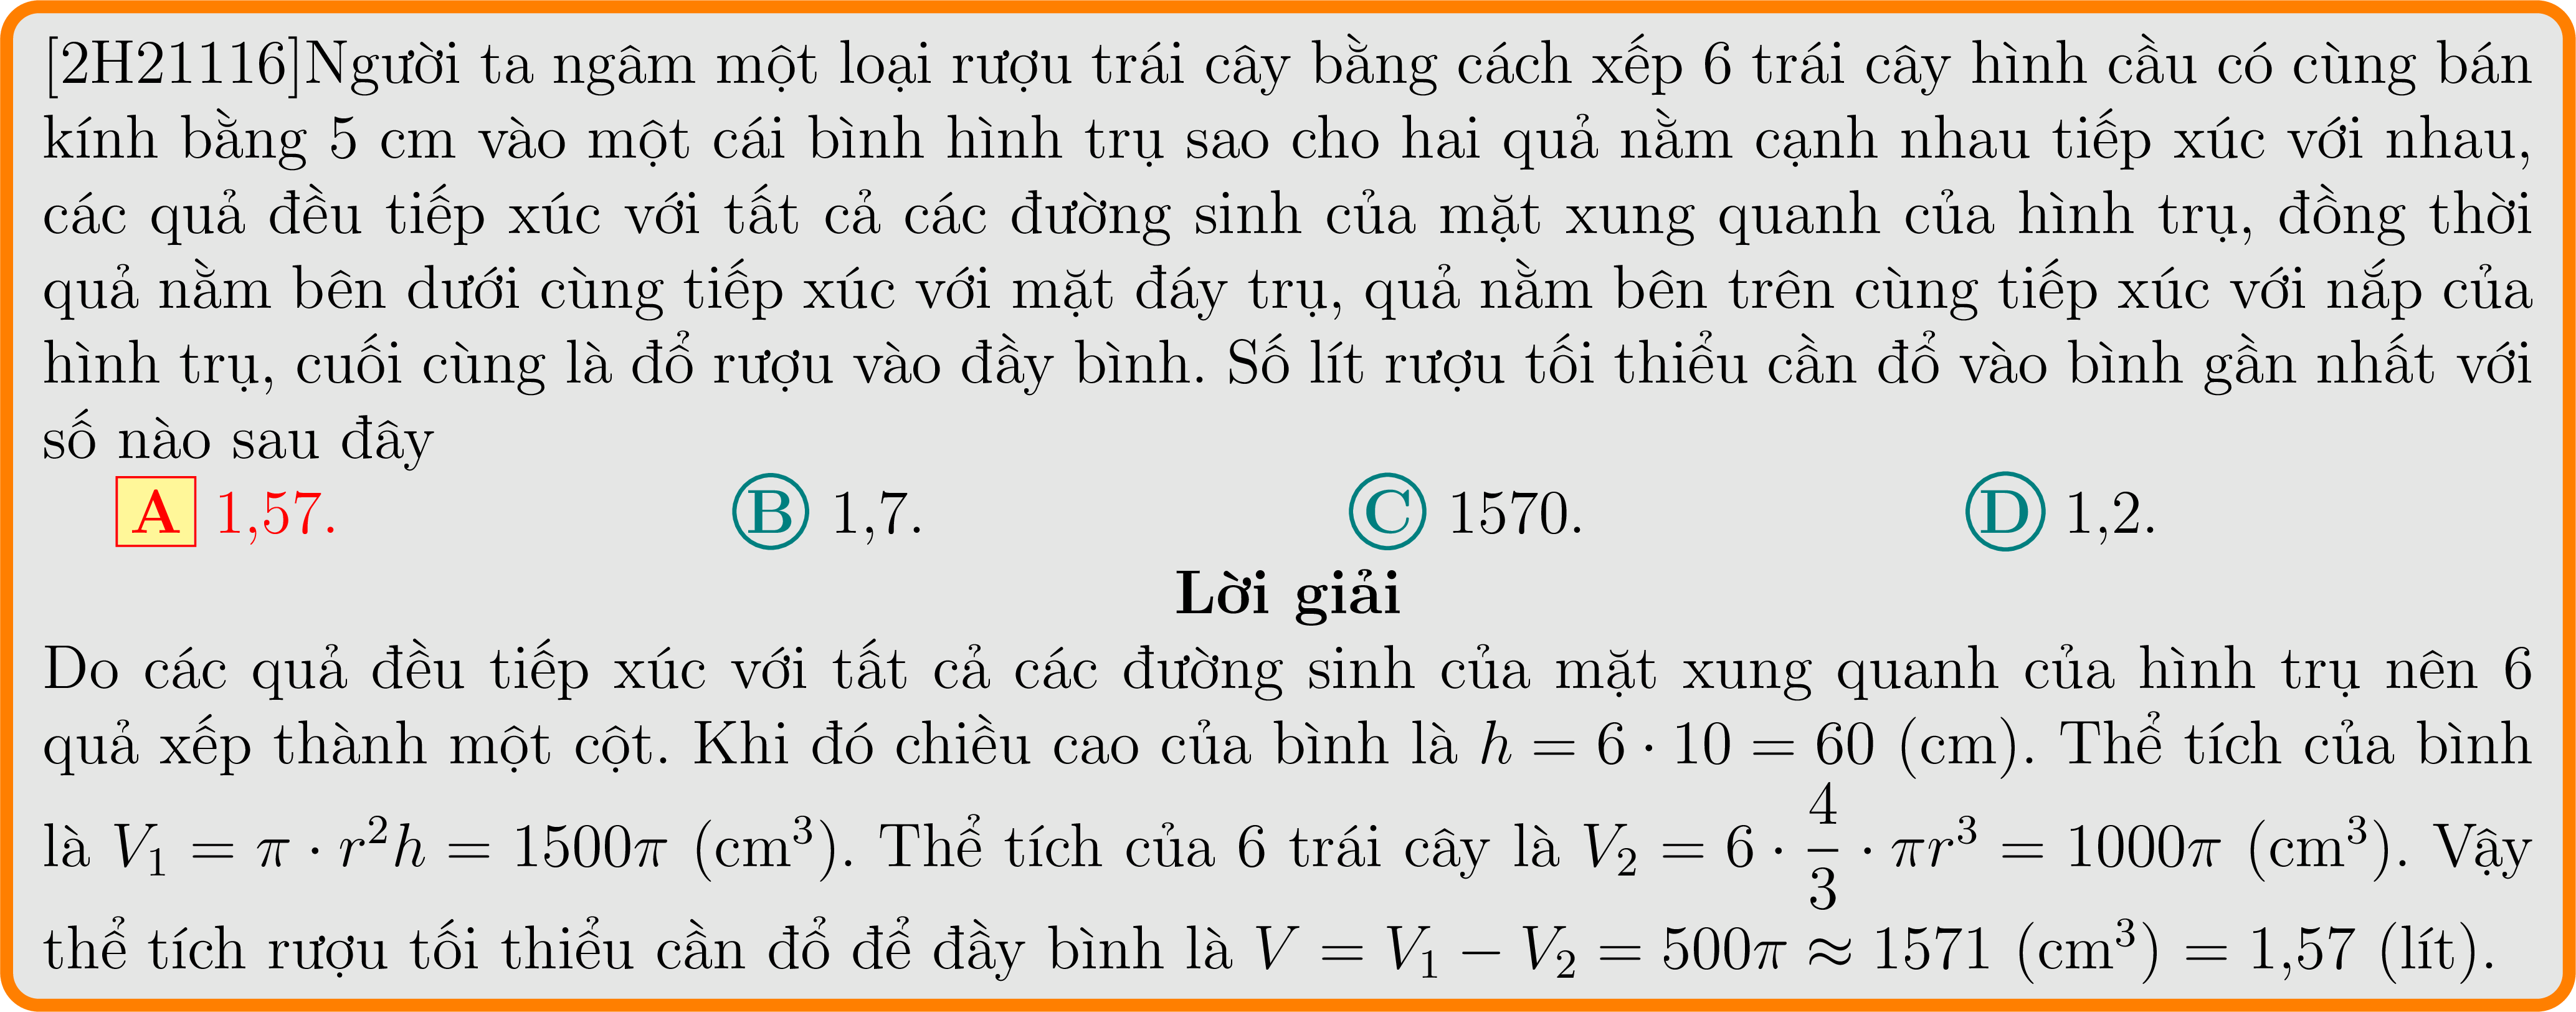 [2H21116]Người ta ngâm một loại rượu trái cây bằng cách xếp 6 trái cây hình cầu có cùng bán
kính bằng 5 cm vào một cái bình hình trụ sao cho hai quả nằm cạnh nhau tiếp xúc với nhau,
các quả đều tiếp xúc với tất cả các đường sinh của mặt xung quanh của hình trụ, đồng thời
quả nằm bên dưới cùng tiếp xúc với mặt đáy trụ, quả nằm bên trên cùng tiếp xúc với nắp của
hình trụ, cuối cùng là đổ rượu vào đầy bình. Số lít rượu tối thiểu cần đổ vào bình gần nhất với
số nào sau đây
A 1,57. B 1,7. C 1570. D 1,2.
Lời giải
Do các quả đều tiếp xúc với tất cả các đường sinh của mặt xung quanh của hình trụ nên 6
quả xếp thành một cột. Khi đó chiều cao của bình là $h = 6 \cdot 10 = 60$ (cm). Thể tích của bình
là $V_1 = \pi \cdot r^2 h = 1500\pi$ (cm$^3$). Thể tích của 6 trái cây là $V_2 = 6 \cdot \dfrac{4}{3} \cdot \pi r^3 = 1000\pi$ (cm$^3$). Vậy
thể tích rượu tối thiểu cần đổ để đầy bình là $V = V_1 - V_2 = 500\pi \approx 1571$ (cm$^3$) = 1,57 (lít).